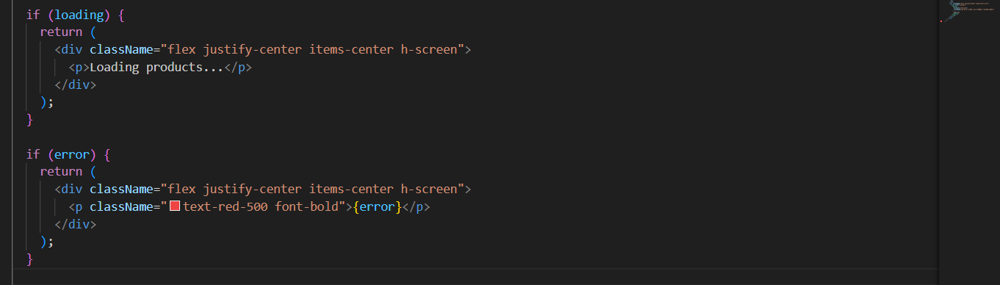 if (loading) {
  return (
    <div className="flex justify-center items-center h-screen">
      <p>Loading products...</p>
    </div>
  );
}

if (error) {
  return (
    <div className="flex justify-center items-center h-screen">
      <p className="text-red-500 font-bold">{error}</p>
    </div>
  );
}